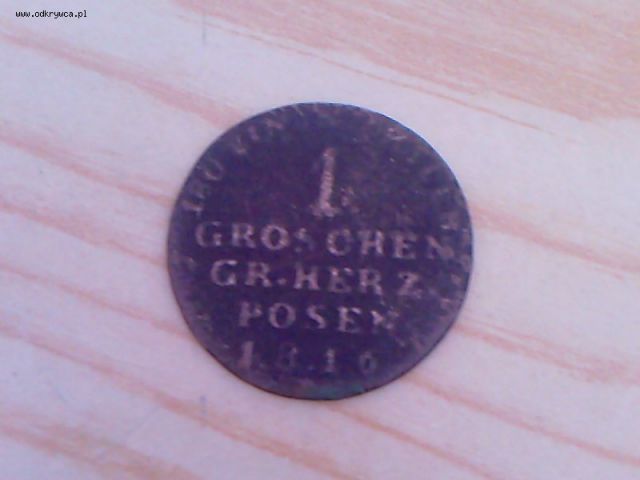 www.odkrywca.pl
1
GROSCHEN
GR.HERZ.
POSEN
1816